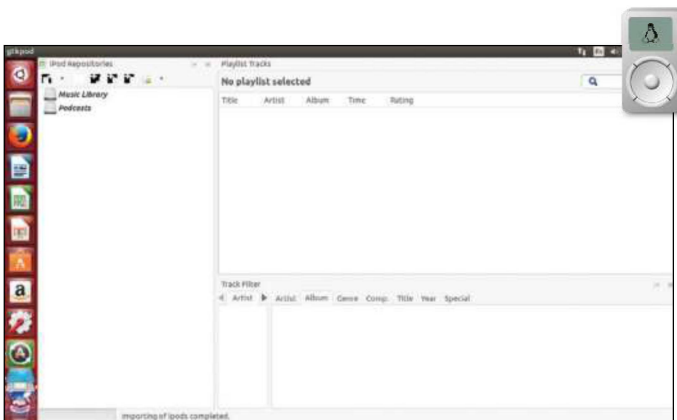 gtkpod
iPod Repositories
Playlist Tracks
No playlist selected
Music Library
Podcasts
Title Artist Album Time Rating
Track Filter
Artist Artist Album Genre Comp. Title Year Special
Importing of ipods completed.